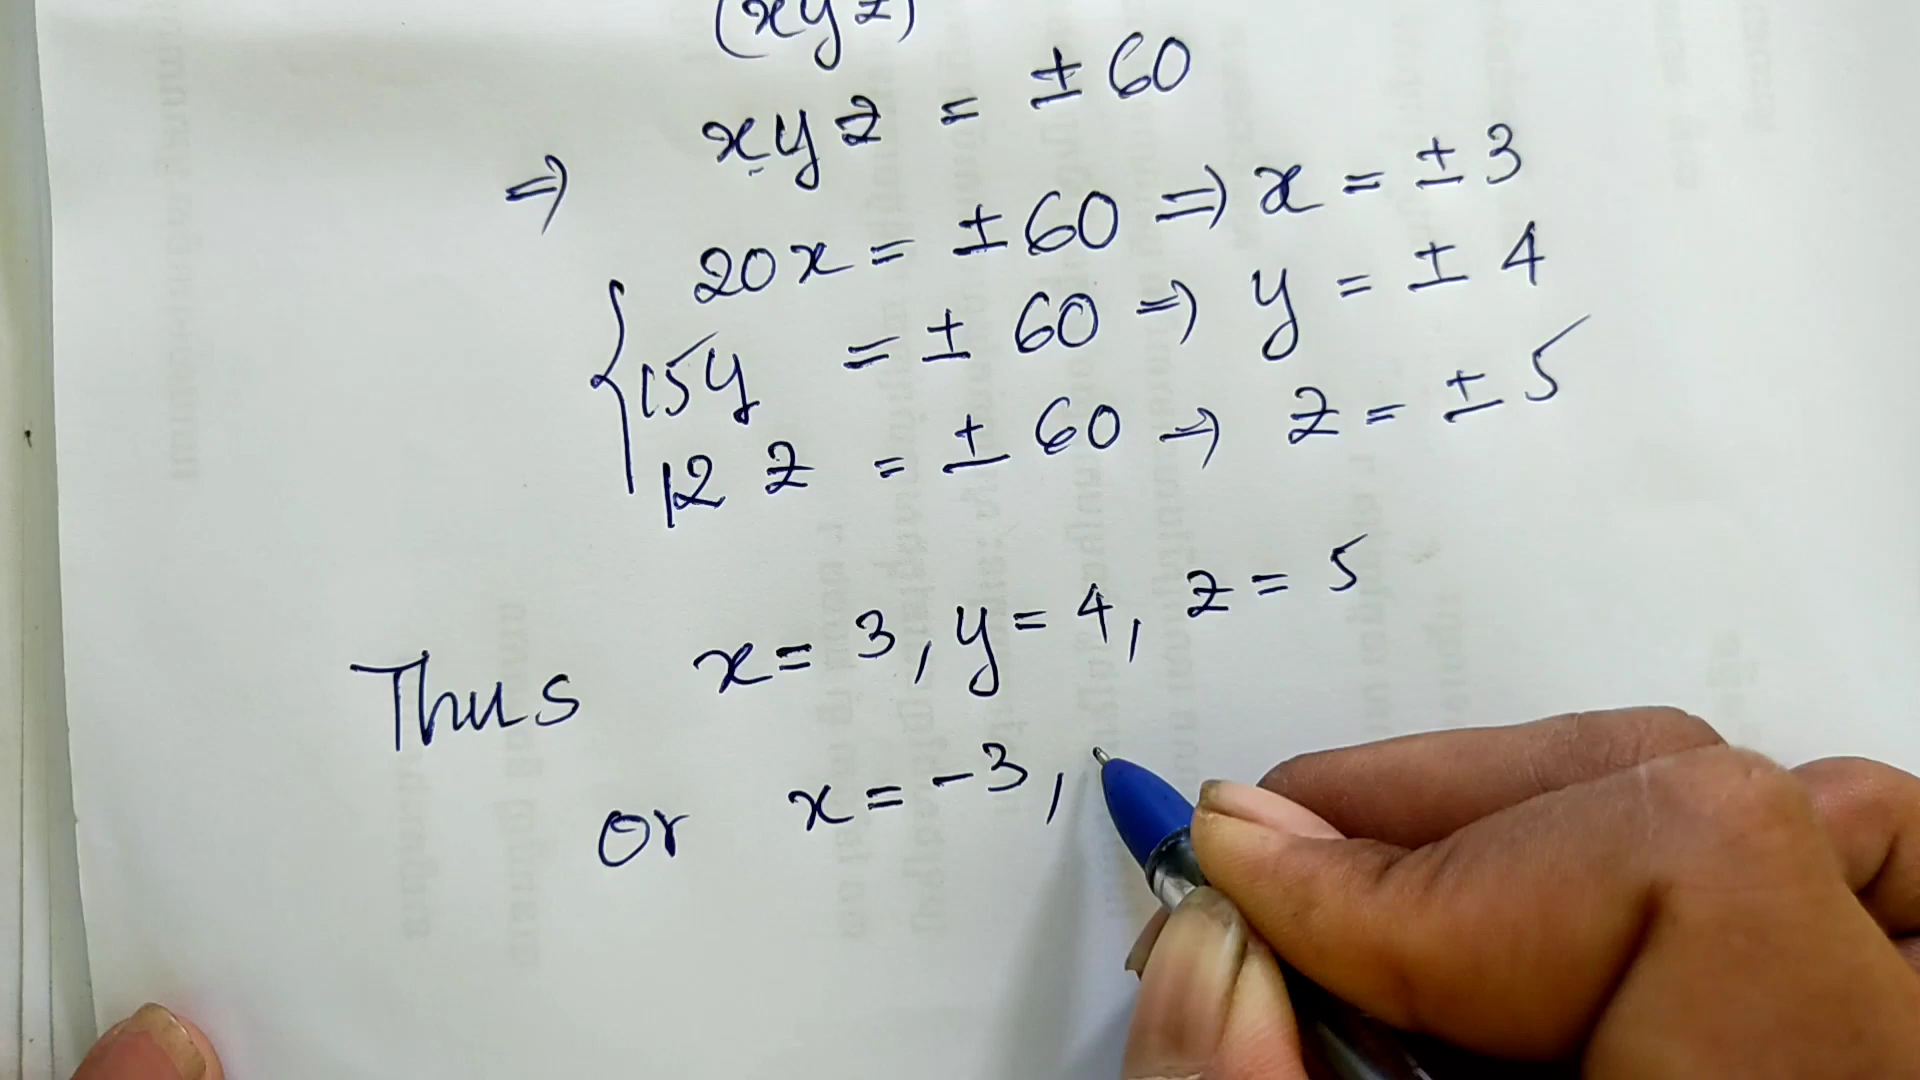 (xyz)
⇒ xyz = ±60
20x = ±60 ⇒ x = ±3
15y = ±60 ⇒ y = ±4
12z = ±60 ⇒ z = ±5
Thus x = 3, y = 4, z = 5
or x = -3,